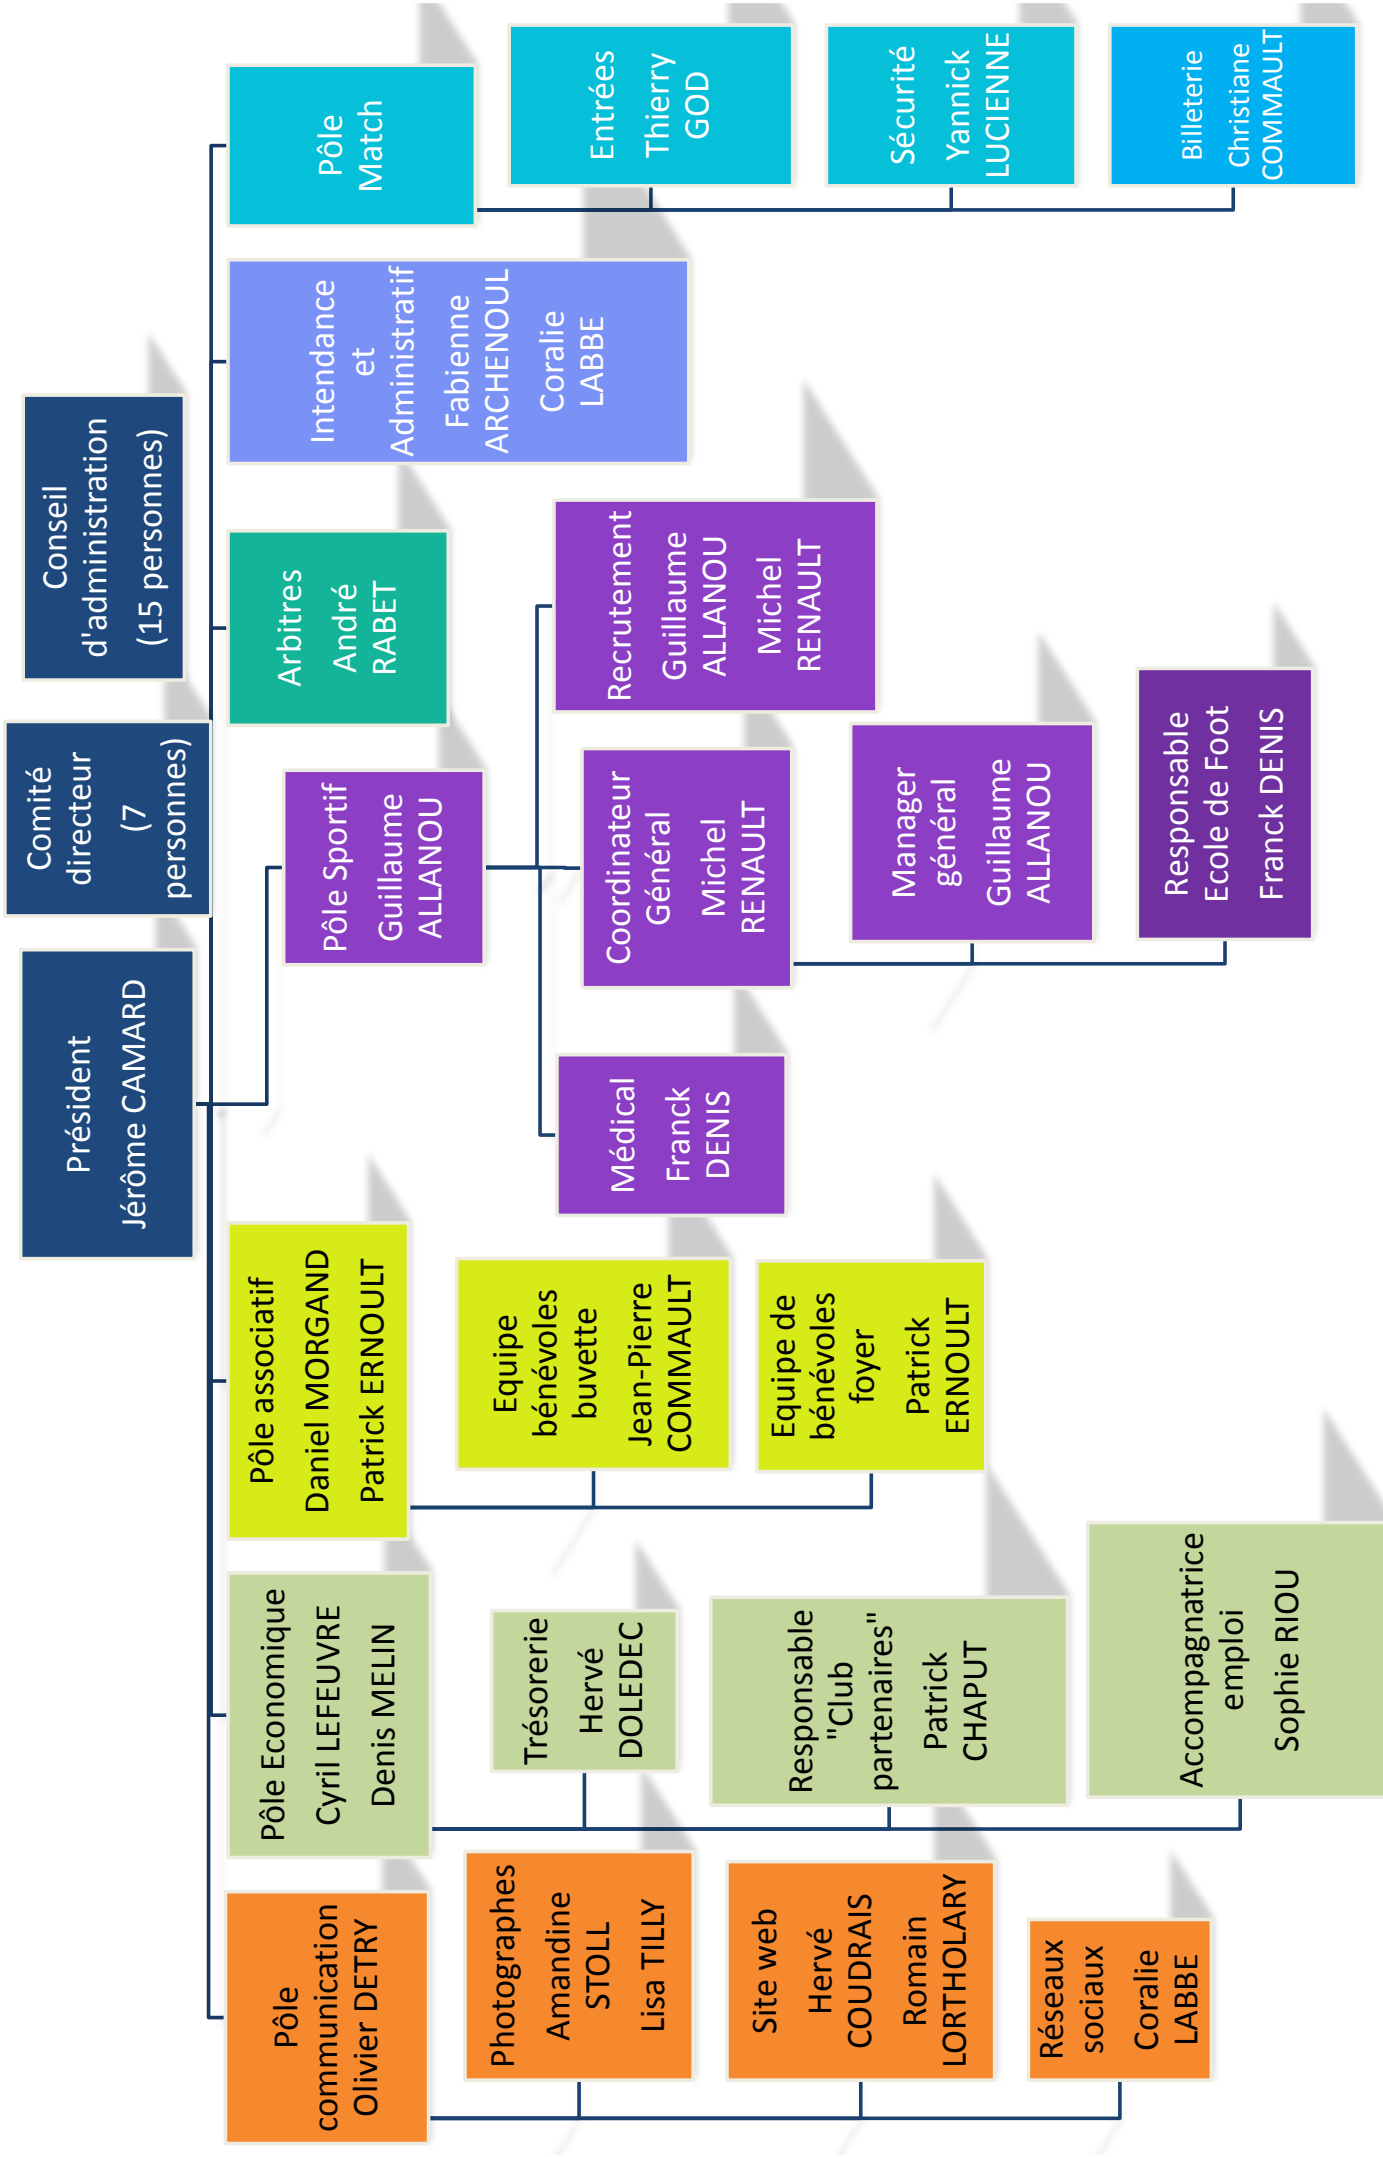 Président
Jérôme CAMARD
Comité
directeur
(7
personnes)
Conseil
d'administration
(15 personnes)
Pôle
communication
Olivier DETRY
Photographes
Amandine
STOLL
Lisa TILLY
Site web
Hervé
COUDRAIS
Romain
LORTHOLARY
Réseaux
sociaux
Coralie
LABBE
Pôle Economique
Cyril LEFEUVRE
Denis MELIN
Trésorerie
Hervé
DOLEDEC
Responsable
"Club
partenaires"
Patrick
CHAPUT
Accompagnatrice
emploi
Sophie RIOU
Pôle associatif
Daniel MORGAND
Patrick ERNOULT
Equipe
bénévoles
buvette
Jean-Pierre
COMMAULT
Equipe de
bénévoles
foyer
Patrick
ERNOULT
Pôle Sportif
Guillaume
ALLANOU
Médical
Franck
DENIS
Coordinateur
Général
Michel
RENAULT
Manager
général
Guillaume
ALLANOU
Responsable
Ecole de Foot
Franck DENIS
Recrutement
Guillaume
ALLANOU
Michel
RENAULT
Arbitres
André
RABET
Intendance
et
Administratif
Fabienne
ARCHENOUL
Coralie
LABBE
Pôle
Match
Entrées
Thierry
GOD
Sécurité
Yannick
LUCIENNE
Billeterie
Christiane
COMMAULT